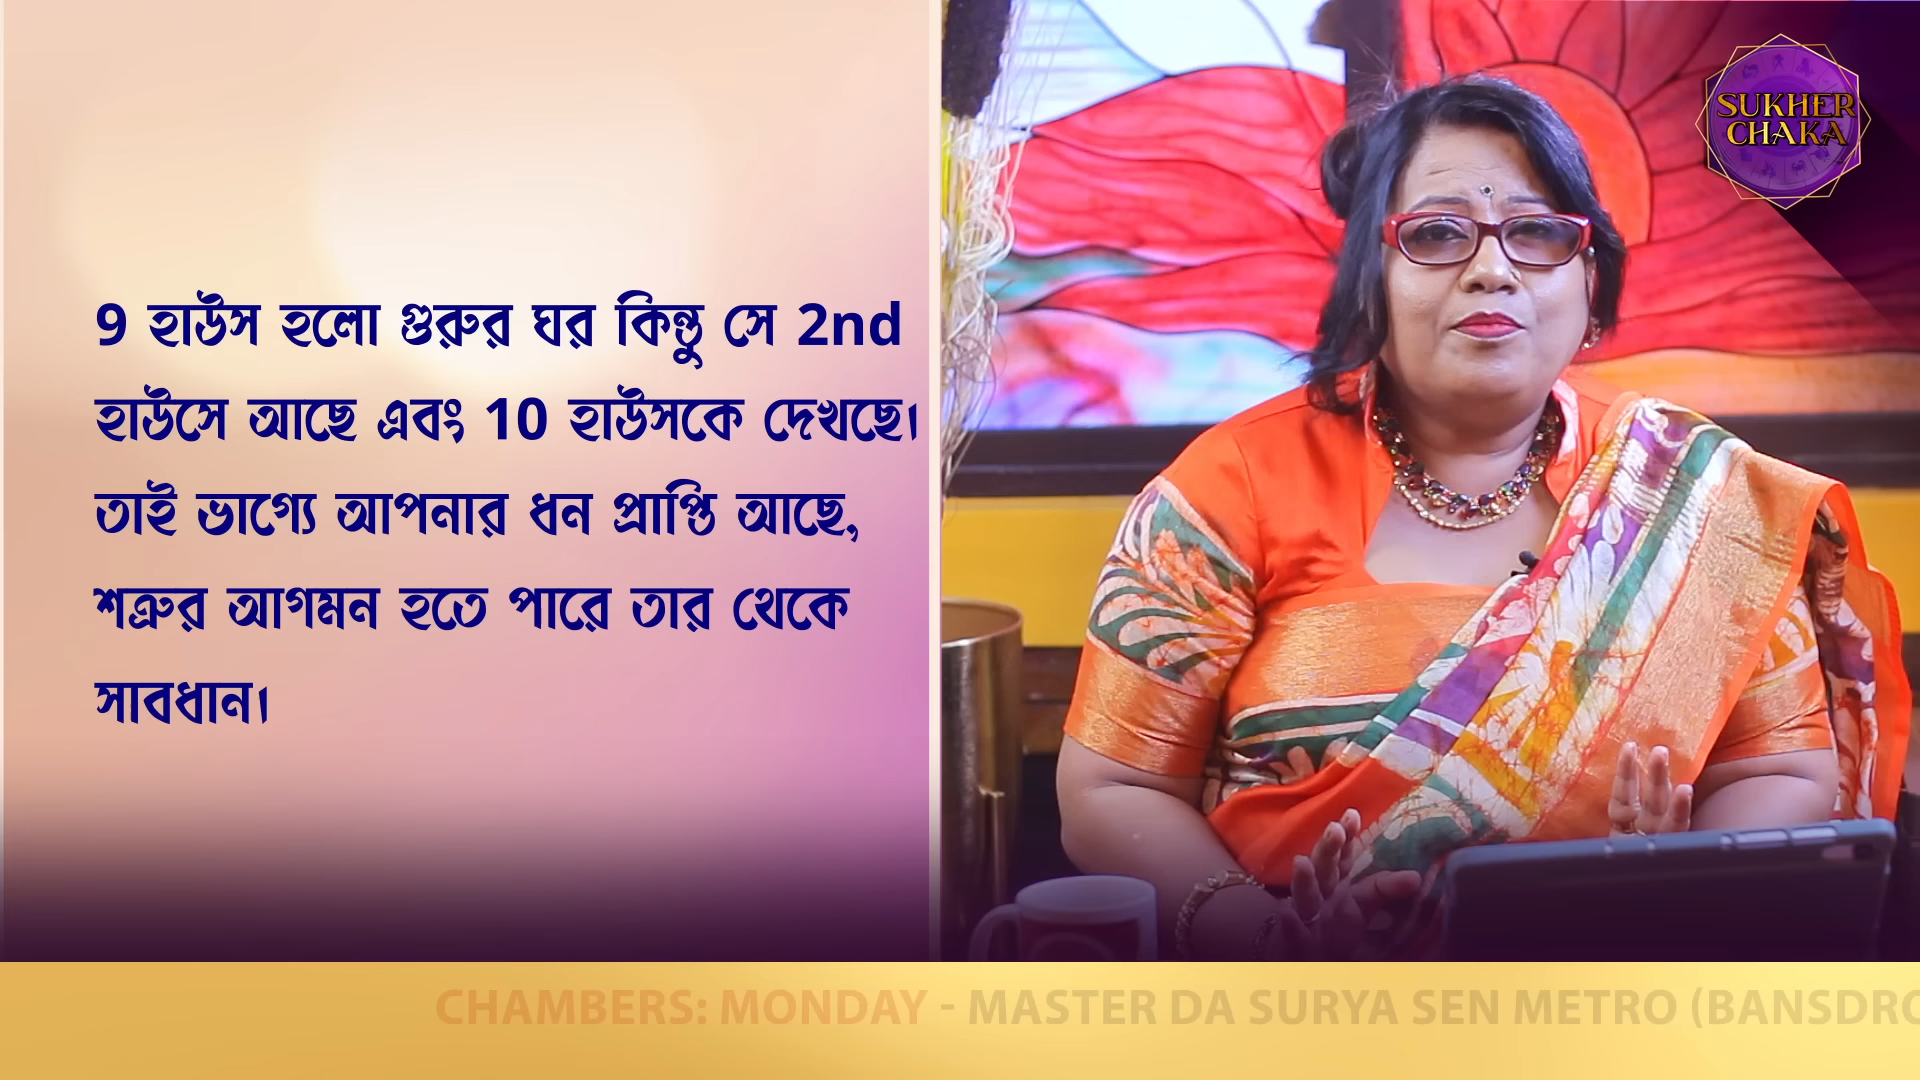 SUKHER
CHAKA
9 হাউস হলো গুরুর ঘর কিন্তু সে 2nd
হাউসে আছে এবং 10 হাউসকে দেখছে।
তাই ভাগ্যে আপনার ধন প্রাপ্তি আছে,
শত্রুর আগমন হতে পারে তার থেকে
সাবধান।
CHAMBERS: MONDAY - MASTER DA SURYA SEN METRO (BANSDRO